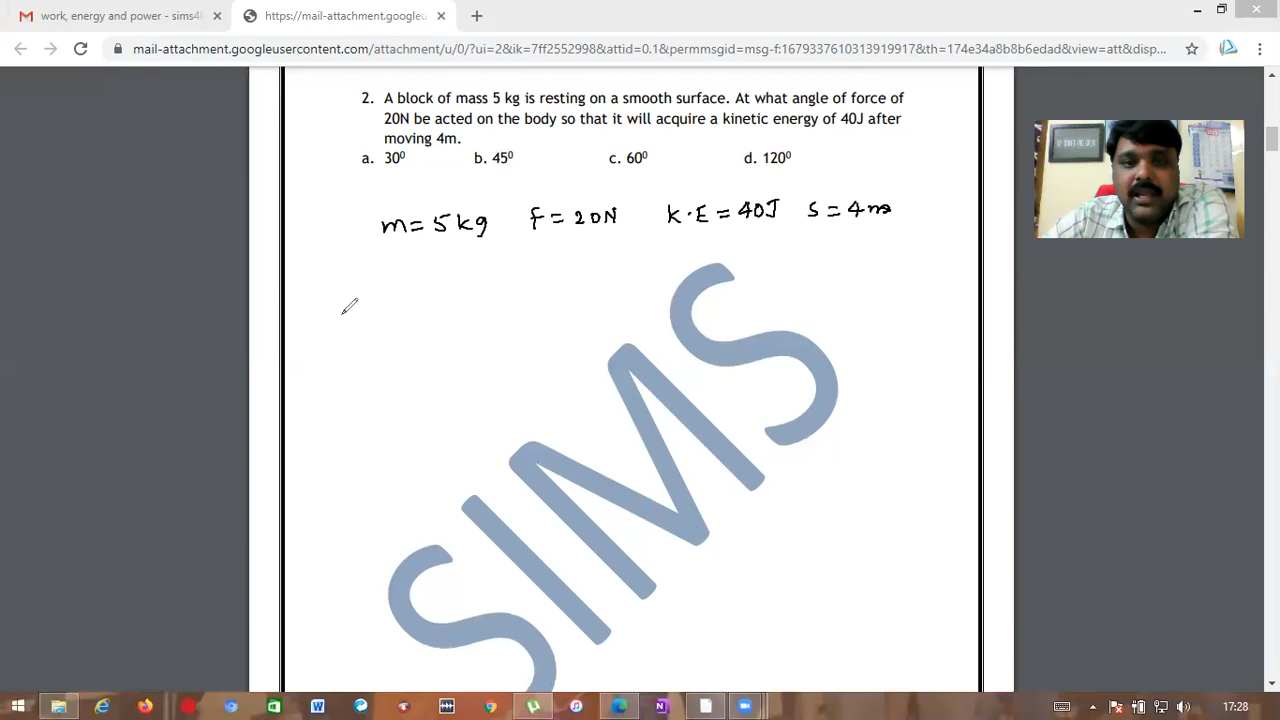 work, energy and power - sims4
https://mail-attachment.googleu
mail-attachment.googleusercontent.com/attachment/u/0/?ui=2&ik=7ff2552998&attid=0.1&permmsgid=msg-f:1679337610313919917&th=174e34a8b8b6edad&view=att&disp...
2. A block of mass 5 kg is resting on a smooth surface. At what angle of force of
20N be acted on the body so that it will acquire a kinetic energy of 40J after
moving 4m.
a. 30⁰ b. 45⁰ c. 60⁰ d. 120⁰
m = 5 kg F = 20N K.E = 40J S = 4m
SIMS
17:28